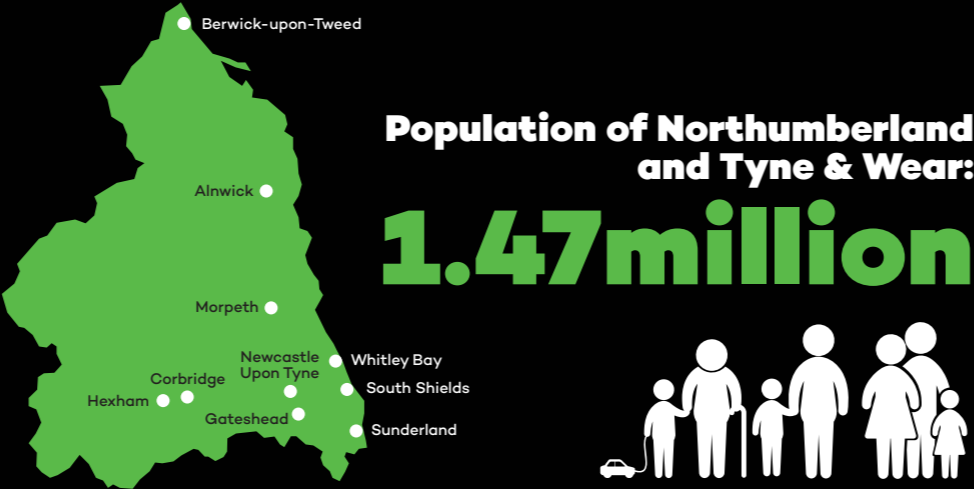 Berwick-upon-Tweed
Population of Northumberland
and Tyne & Wear:
1.47million
Alnwick
Morpeth
Newcastle
Upon Tyne
Whitley Bay
Corbridge
South Shields
Hexham
Gateshead
Sunderland